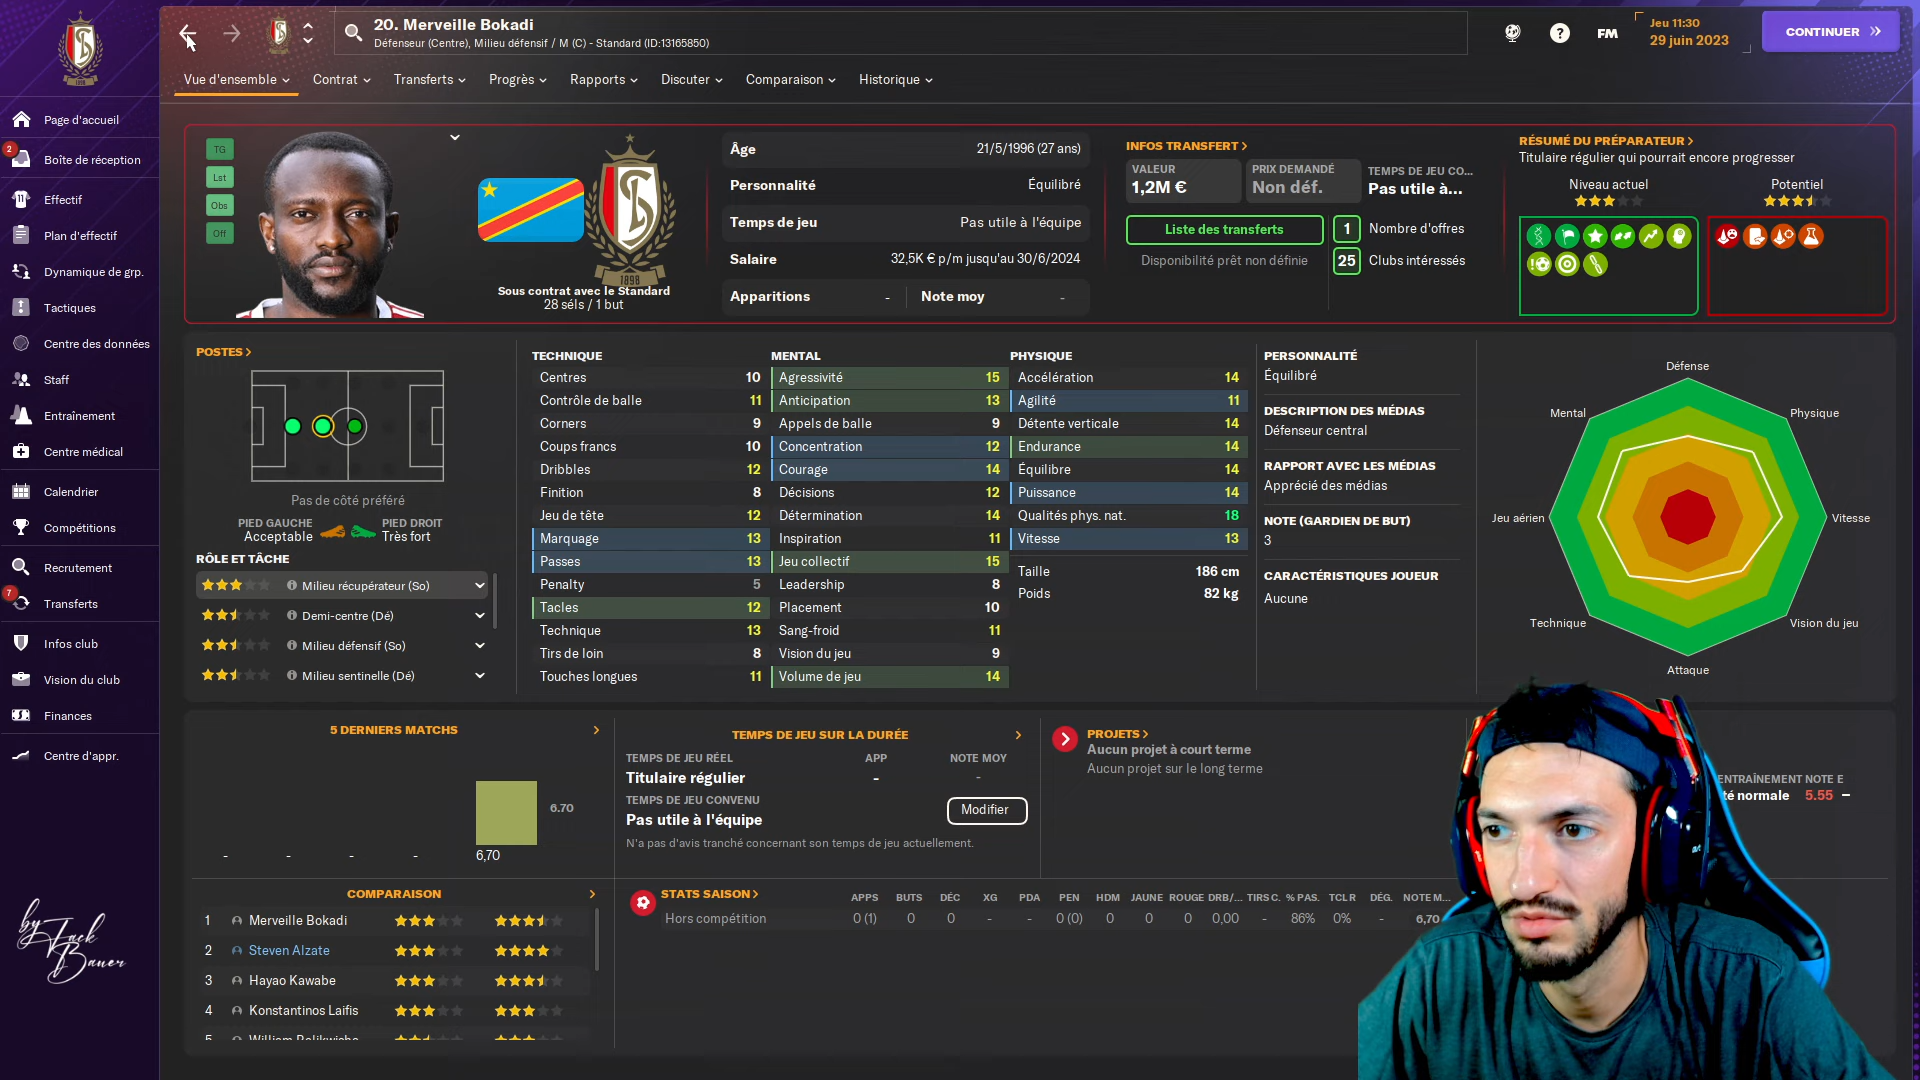 20. Merveille Bokadi
Défenseur (Centre), Milieu défensif / M (C) - Standard (ID:13165850)
FM
Jeu 11:30
29 juin 2023
CONTINUER
Vue d'ensemble
Contrat
Transferts
Progrès
Rapports
Discuter
Comparaison
Historique
Page d'accueil
2
Boîte de réception
Effectif
Plan d'effectif
Dynamique de grp.
Tactiques
Centre des données
Staff
Entraînement
Centre médical
Calendrier
Compétitions
Recrutement
7
Transferts
Infos club
Vision du club
Finances
Centre d'appr.
by Jack Bauer
TG
Lst
Obs
Off
1898
Sous contrat avec le Standard
28 séls / 1 but
Âge 21/5/1996 (27 ans)
Personnalité Équilibré
Temps de jeu Pas utile à l'équipe
Salaire 32,5K € p/m jusqu'au 30/6/2024
Apparitions - Note moy -
INFOS TRANSFERT
VALEUR
1,2M €
PRIX DEMANDÉ
Non déf.
TEMPS DE JEU CO...
Pas utile à...
Liste des transferts
Disponibilité prêt non définie
1 Nombre d'offres
25 Clubs intéressés
RÉSUMÉ DU PRÉPARATEUR
Titulaire régulier qui pourrait encore progresser
Niveau actuel
Potentiel
POSTES
Pas de côté préféré
PIED GAUCHE
Acceptable
PIED DROIT
Très fort
RÔLE ET TÂCHE
Milieu récupérateur (So)
Demi-centre (Dé)
Milieu défensif (So)
Milieu sentinelle (Dé)
TECHNIQUE
Centres 10
Contrôle de balle 11
Corners 9
Coups francs 10
Dribbles 12
Finition 8
Jeu de tête 12
Marquage 13
Passes 13
Penalty 5
Tacles 12
Technique 13
Tirs de loin 8
Touches longues 11
MENTAL
Agressivité 15
Anticipation 13
Appels de balle 9
Concentration 12
Courage 14
Décisions 12
Détermination 14
Inspiration 11
Jeu collectif 15
Leadership 8
Placement 10
Sang-froid 11
Vision du jeu 9
Volume de jeu 14
PHYSIQUE
Accélération 14
Agilité 11
Détente verticale 14
Endurance 14
Équilibre 14
Puissance 14
Qualités phys. nat. 18
Vitesse 13
Taille 186 cm
Poids 82 kg
PERSONNALITÉ
Équilibré
DESCRIPTION DES MÉDIAS
Défenseur central
RAPPORT AVEC LES MÉDIAS
Apprécié des médias
NOTE (GARDIEN DE BUT)
3
CARACTÉRISTIQUES JOUEUR
Aucune
Défense
Physique
Vitesse
Vision du jeu
Attaque
Technique
Jeu aérien
Mental
5 DERNIERS MATCHS
6.70
- - - - 6,70
TEMPS DE JEU SUR LA DURÉE
TEMPS DE JEU RÉEL APP NOTE MOY
Titulaire régulier - -
TEMPS DE JEU CONVENU
Pas utile à l'équipe
Modifier
N'a pas d'avis tranché concernant son temps de jeu actuellement.
PROJETS
Aucun projet à court terme
Aucun projet sur le long terme
ENTRAÎNEMENT NOTE E
té normale 5.55 –
COMPARAISON
1 Merveille Bokadi
2 Steven Alzate
3 Hayao Kawabe
4 Konstantinos Laifis
STATS SAISON
APPS BUTS DÉC XG PDA PEN HDM JAUNE ROUGE DRB/... TIRS C. % PAS. TCL R DÉG. NOTE M...
Hors compétition 0 (1) 0 0 - - 0 (0) 0 0 0 0,00 - 86% 0% - 6,70